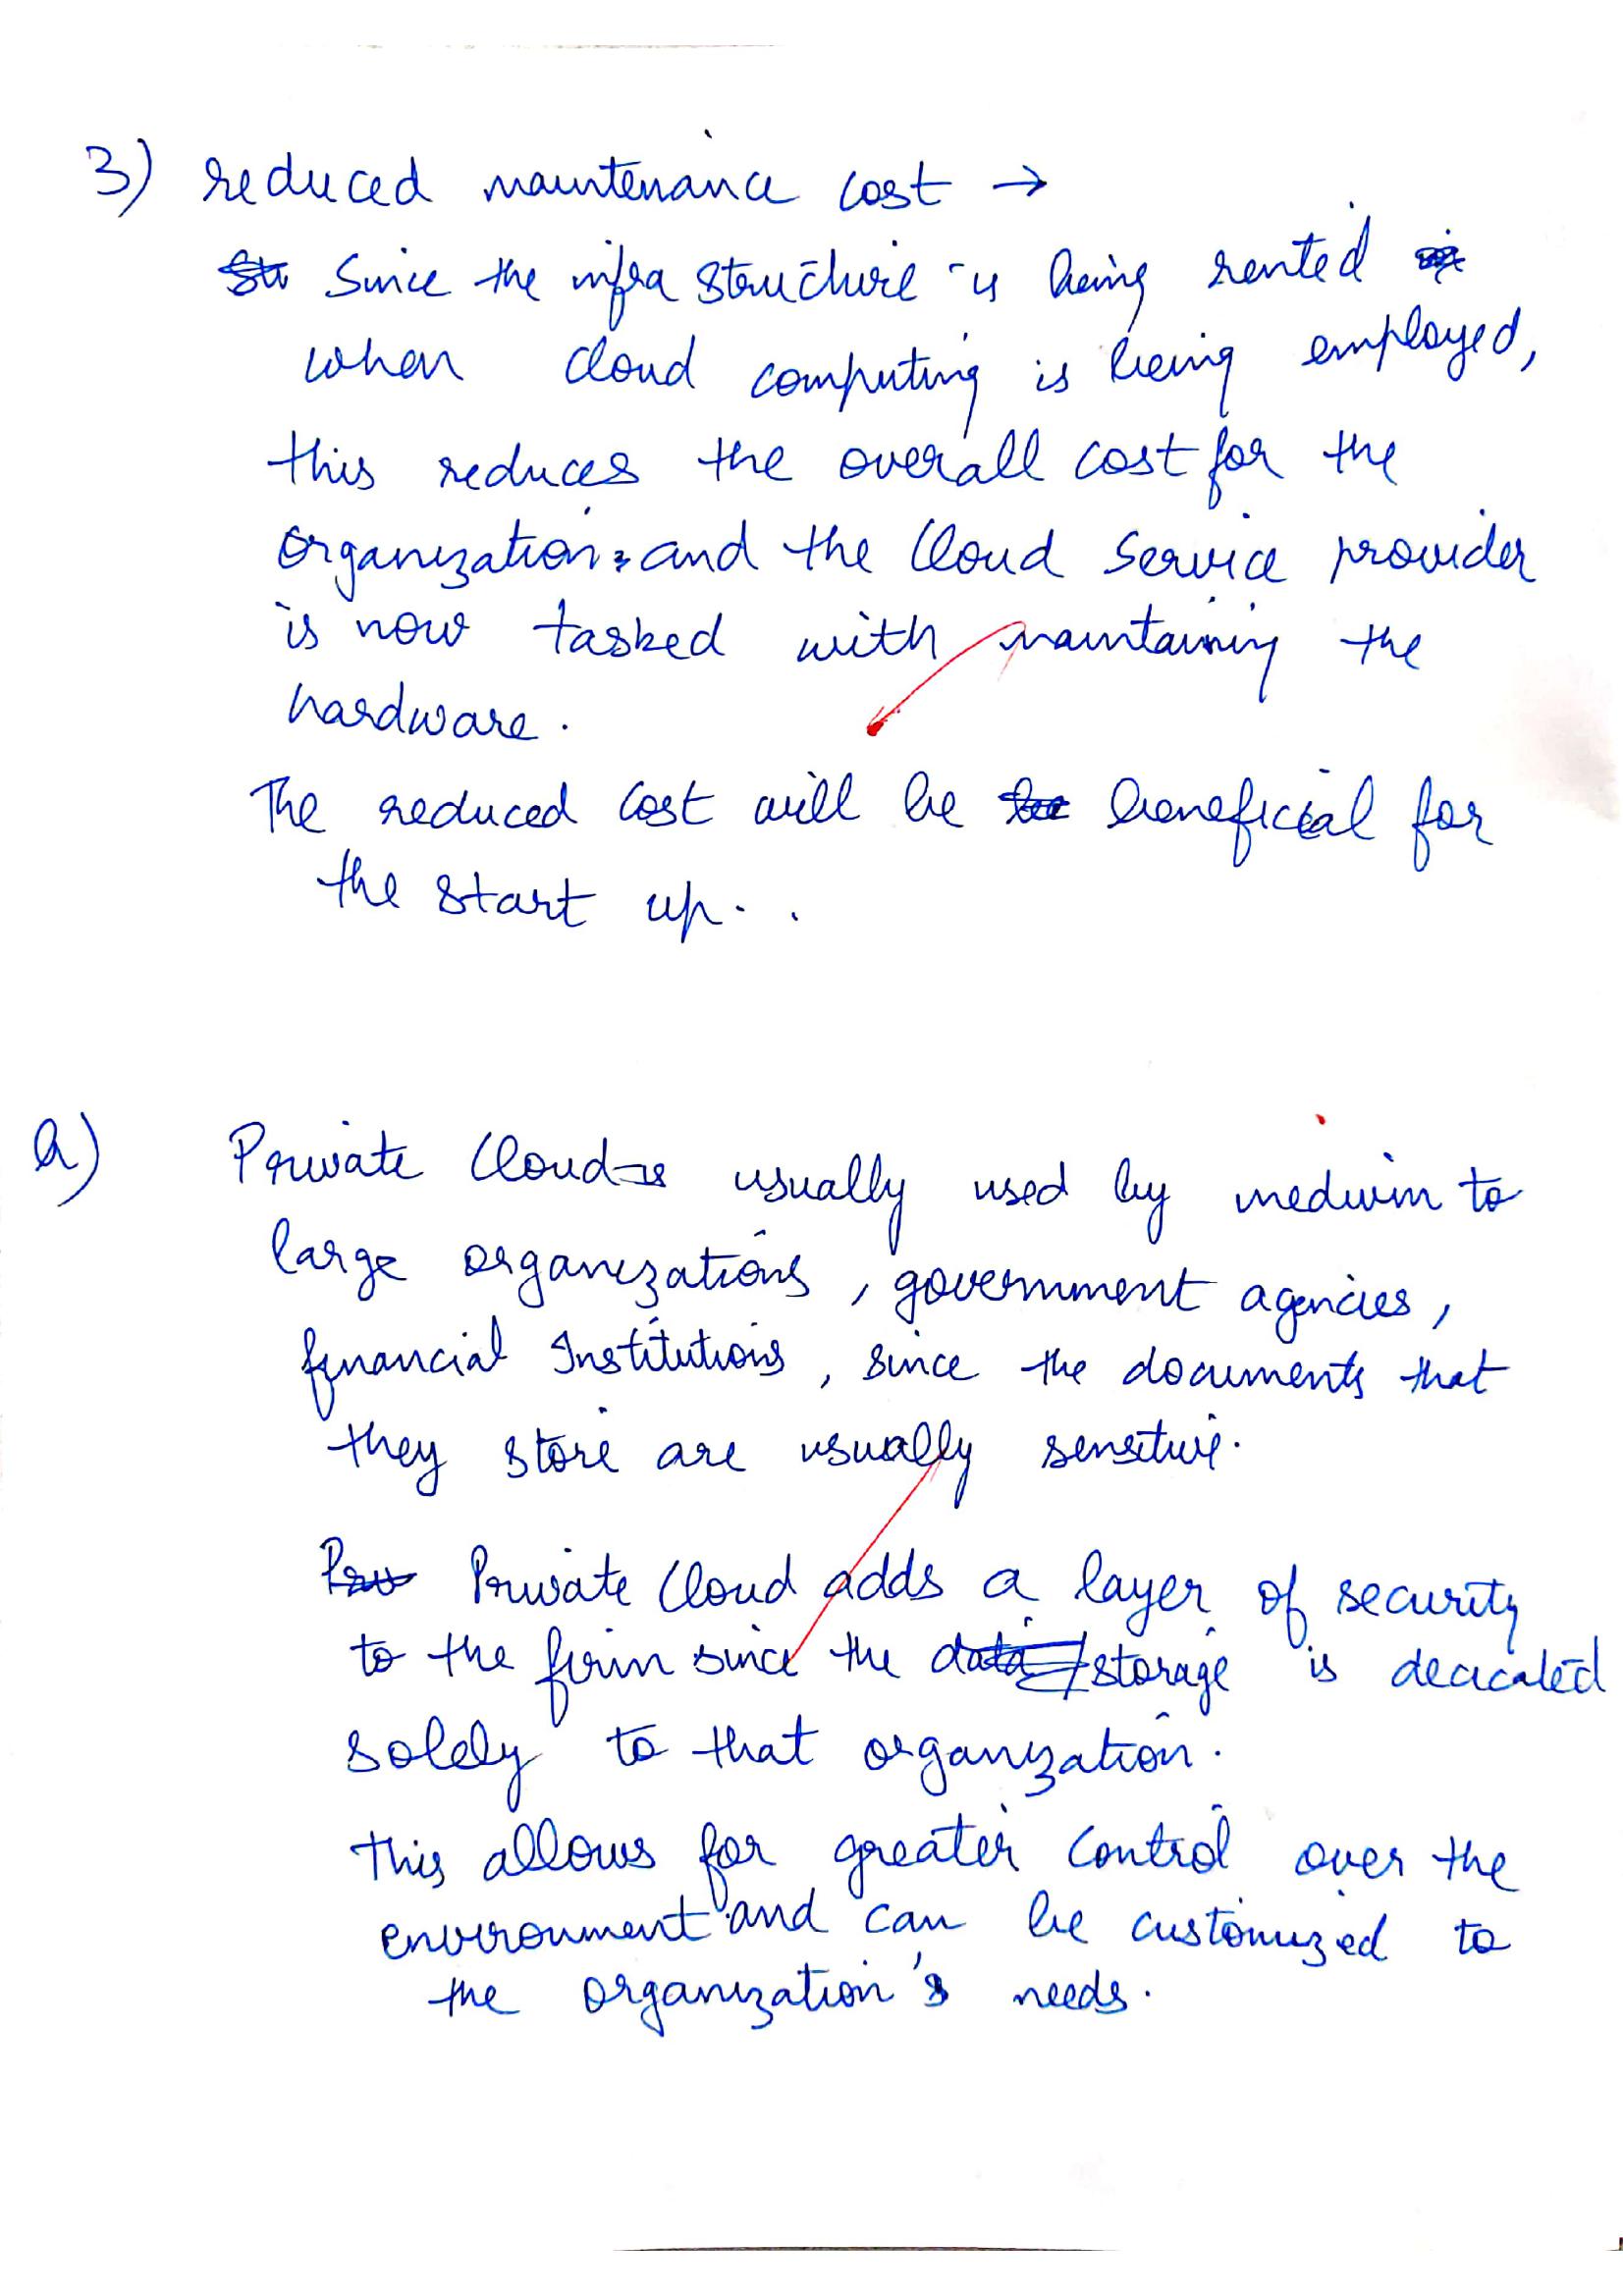 3) reduced maintenance cost →
Since the infra structure is being rented
when cloud computing is being employed,
this reduces the overall cost for the
organization and the Cloud Service provider
is now tasked with maintaining the
hardware.
The reduced cost will be beneficial for
the start up.
a) Private Cloud usually used by medium to
large organizations, government agencies,
financial Institutions, since the documents that
they store are usually sensitive.
Private Cloud adds a layer of security
to the firm since the storage is dedicated
solely to that organization.
This allows for greater control over the
environment and can be customized to
the organization's needs.